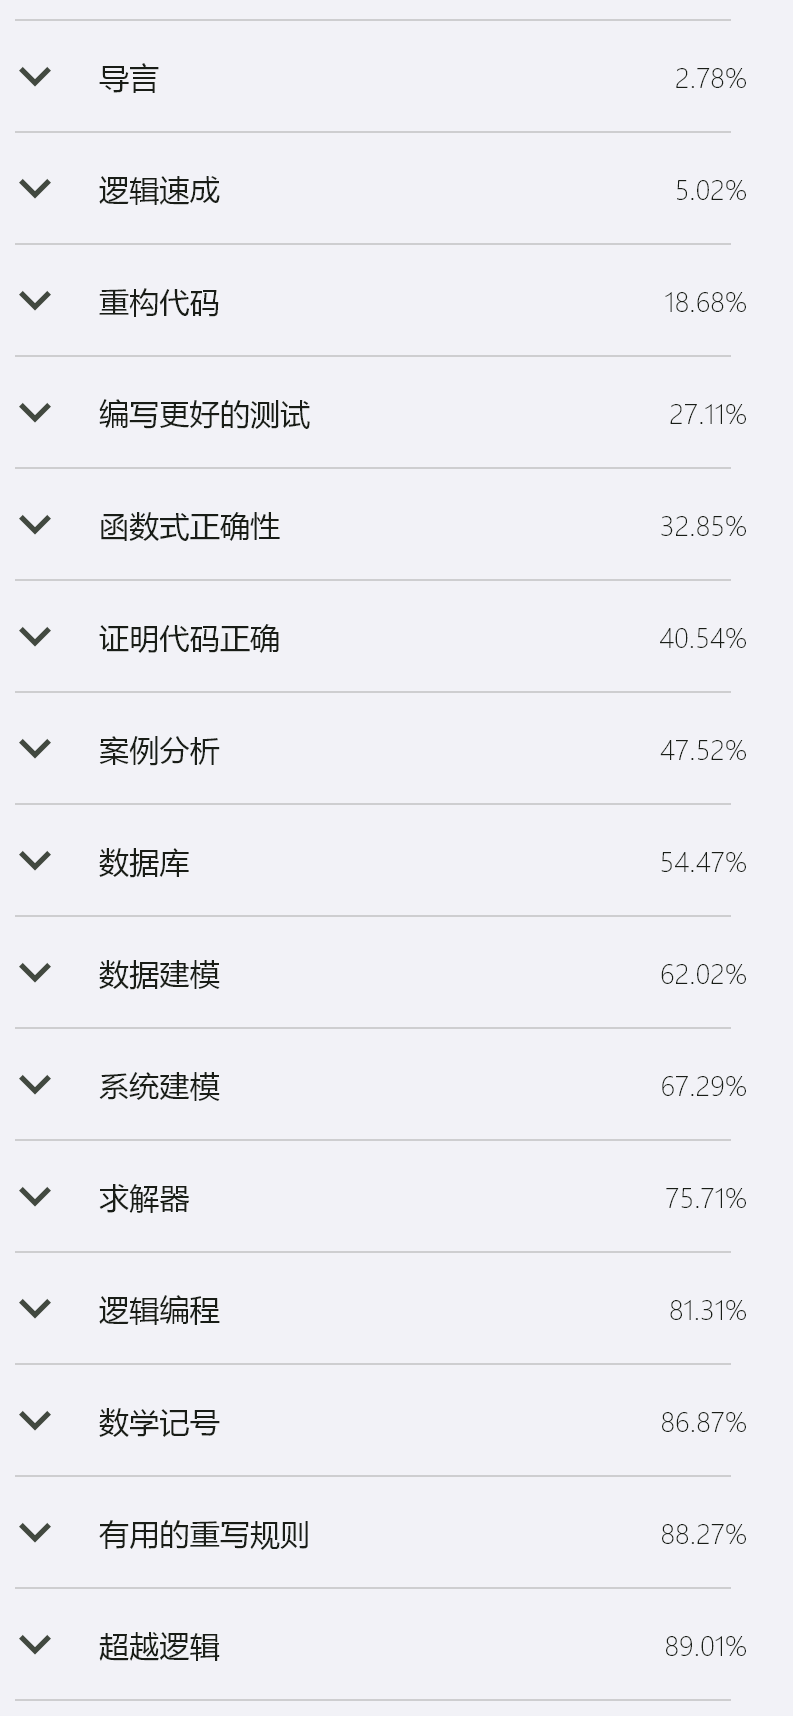 导言 2.78%
逻辑速成 5.02%
重构代码 18.68%
编写更好的测试 27.11%
函数式正确性 32.85%
证明代码正确 40.54%
案例分析 47.52%
数据库 54.47%
数据建模 62.02%
系统建模 67.29%
求解器 75.71%
逻辑编程 81.31%
数学记号 86.87%
有用的重写规则 88.27%
超越逻辑 89.01%